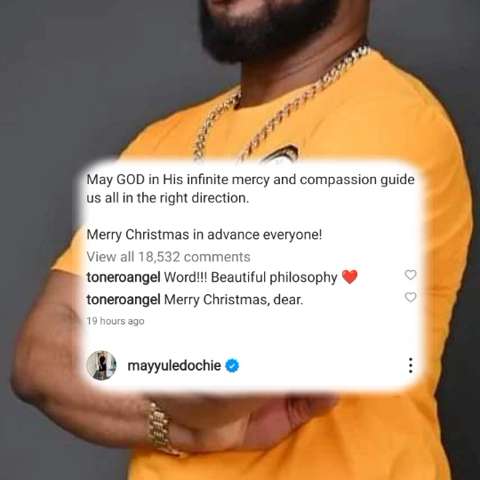 May GOD in His infinite mercy and compassion guide
us all in the right direction.
Merry Christmas in advance everyone!
View all 18,532 comments
toneroangel Word!!! Beautiful philosophy ❤️
toneroangel Merry Christmas, dear.
19 hours ago
mayyuledochie